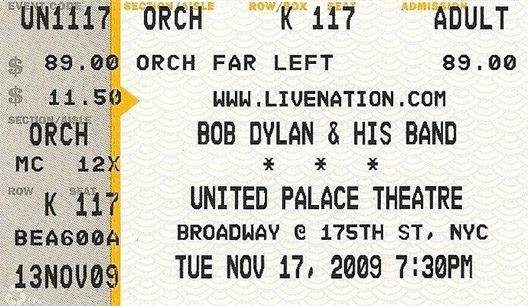 EVENT CODE SECTION/AISLE ROW/BOX SEAT ADMISSION
UN1117 ORCH K 117 ADULT
$ 89.00 ORCH FAR LEFT 89.00
$ 11.50 WWW.LIVENATION.COM
SECTION/AISLE
ORCH BOB DYLAN & HIS BAND
MC 12X * * *
ROW SEAT
K 117 UNITED PALACE THEATRE
BEA600A BROADWAY @ 175TH ST, NYC
13NOV09 TUE NOV 17, 2009 7:30PM